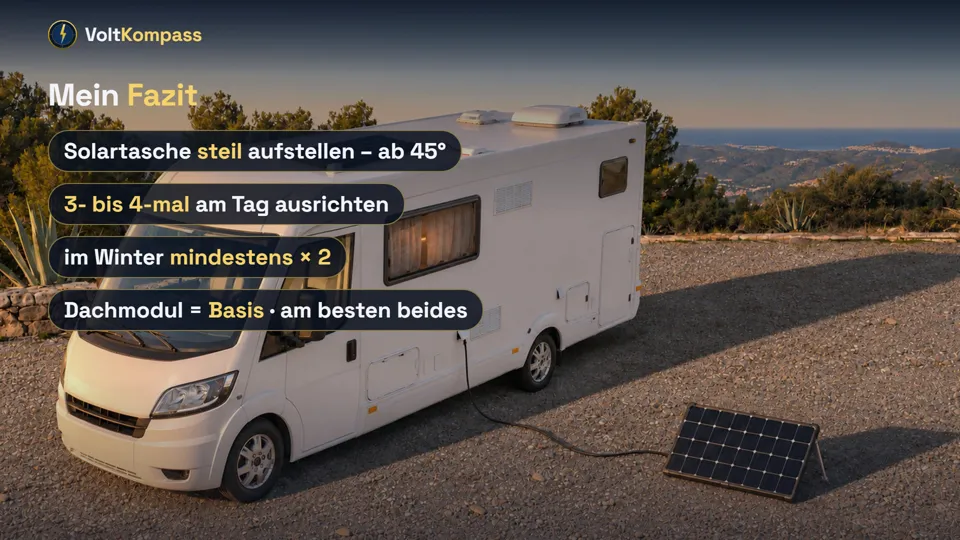 VoltKompass
Mein Fazit
Solartasche steil aufstellen – ab 45°
3- bis 4-mal am Tag ausrichten
im Winter mindestens × 2
Dachmodul = Basis · am besten beides